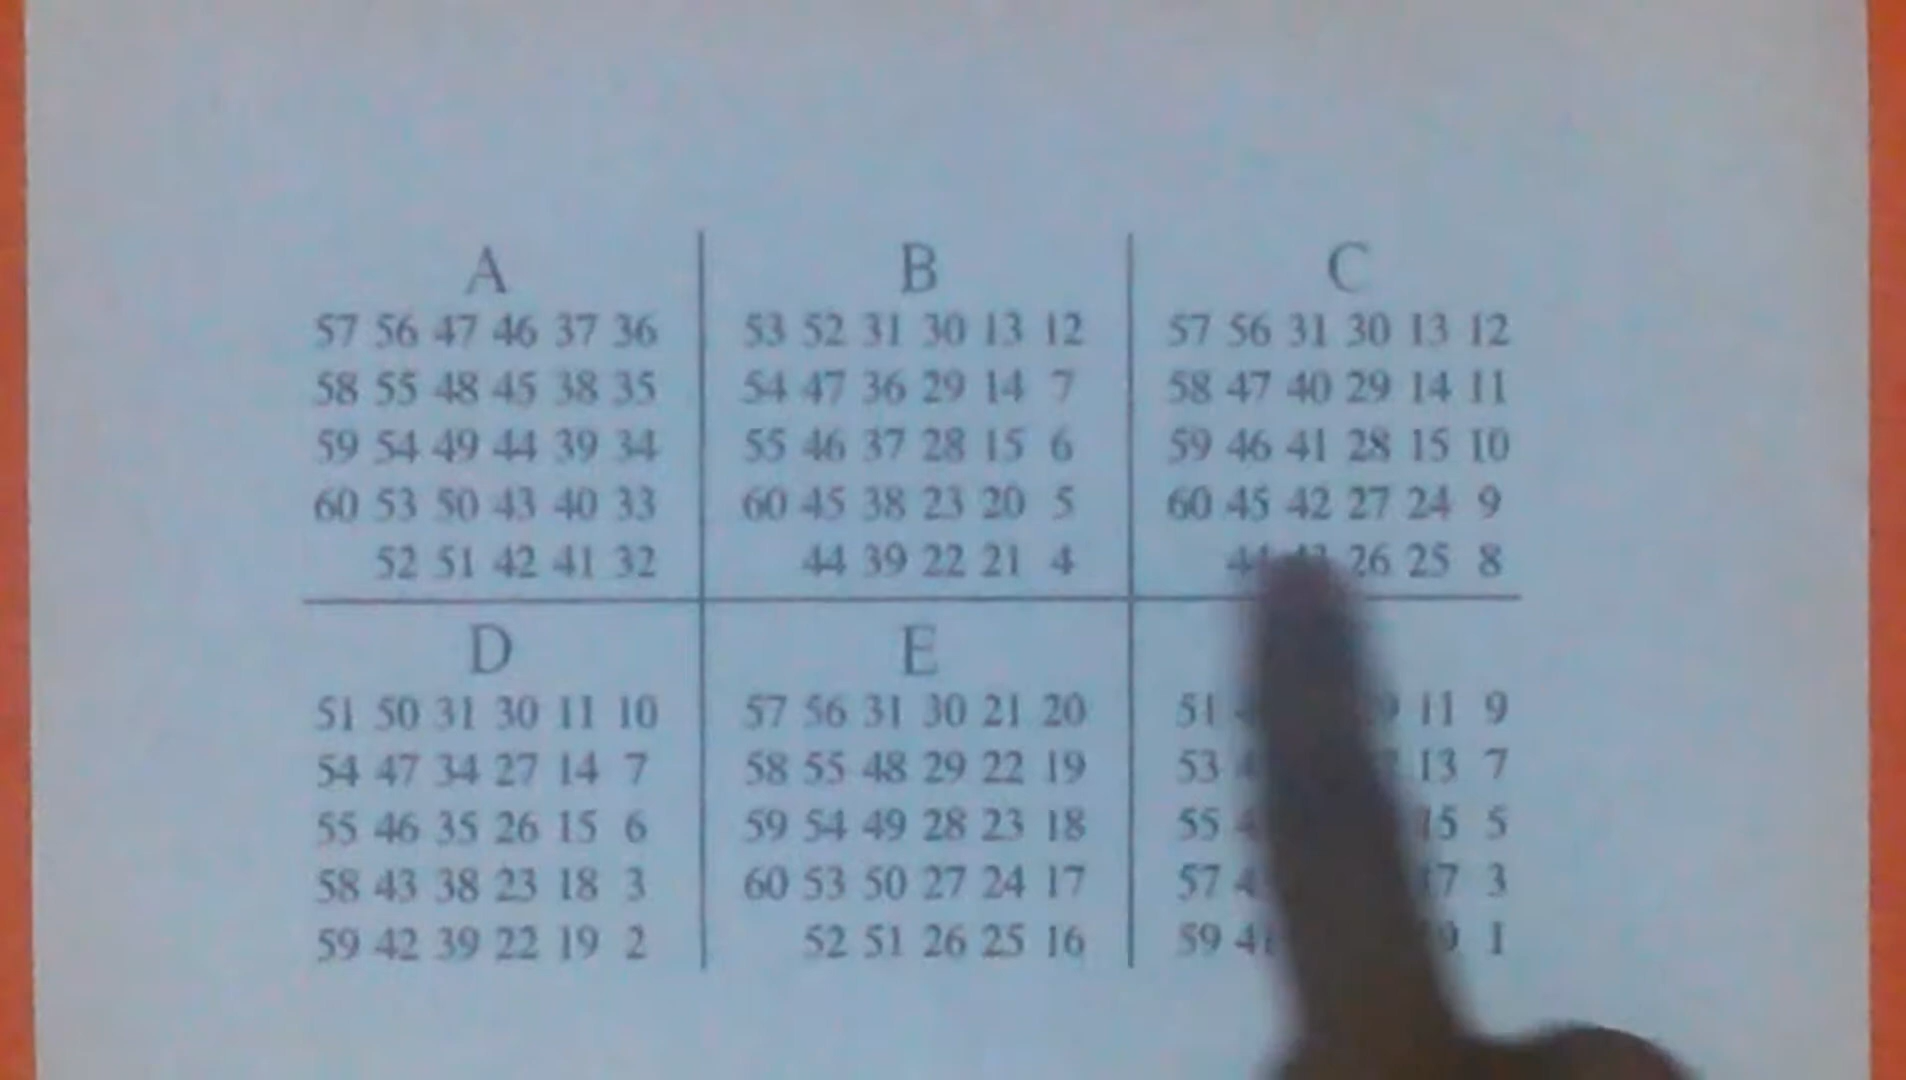 A
57 56 47 46 37 36
58 55 48 45 38 35
59 54 49 44 39 34
60 53 50 43 40 33
52 51 42 41 32
B
53 52 31 30 13 12
54 47 36 29 14 7
55 46 37 28 15 6
60 45 38 23 20 5
44 39 22 21 4
C
57 56 31 30 13 12
58 47 40 29 14 11
59 46 41 28 15 10
60 45 42 27 24 9
26 25 8
D
51 50 31 30 11 10
54 47 34 27 14 7
55 46 35 26 15 6
58 43 38 23 18 3
59 42 39 22 19 2
E
57 56 31 30 21 20
58 55 48 29 22 19
59 54 49 28 23 18
60 53 50 27 24 17
52 51 26 25 16
51 11 9
53 13 7
55 15 5
57 3
59 1